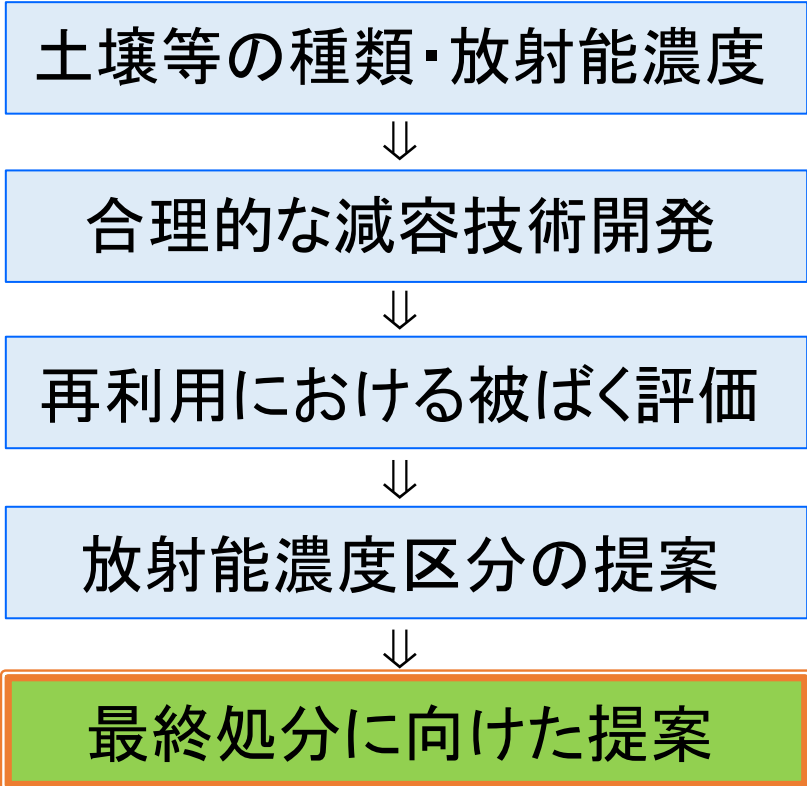 土壌等の種類・放射能濃度
⇓
合理的な減容技術開発
⇓
再利用における被ばく評価
⇓
放射能濃度区分の提案
⇓
最終処分に向けた提案